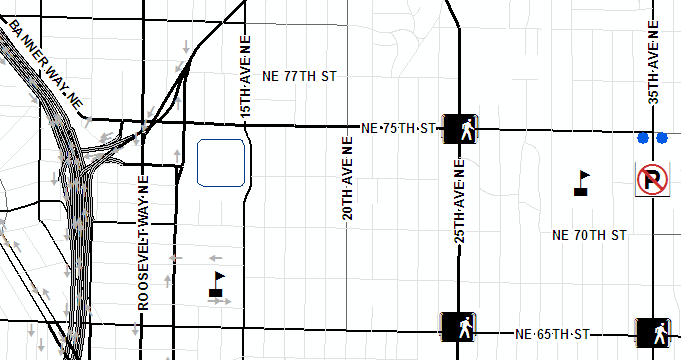 BANNER WAY NE
NE 77TH ST
15TH AVE NE
35TH AVE NE
NE 75TH ST
20TH AVE NE
25TH AVE NE
ROOSEVELT WAY NE
P
NE 70TH ST
NE 65TH ST